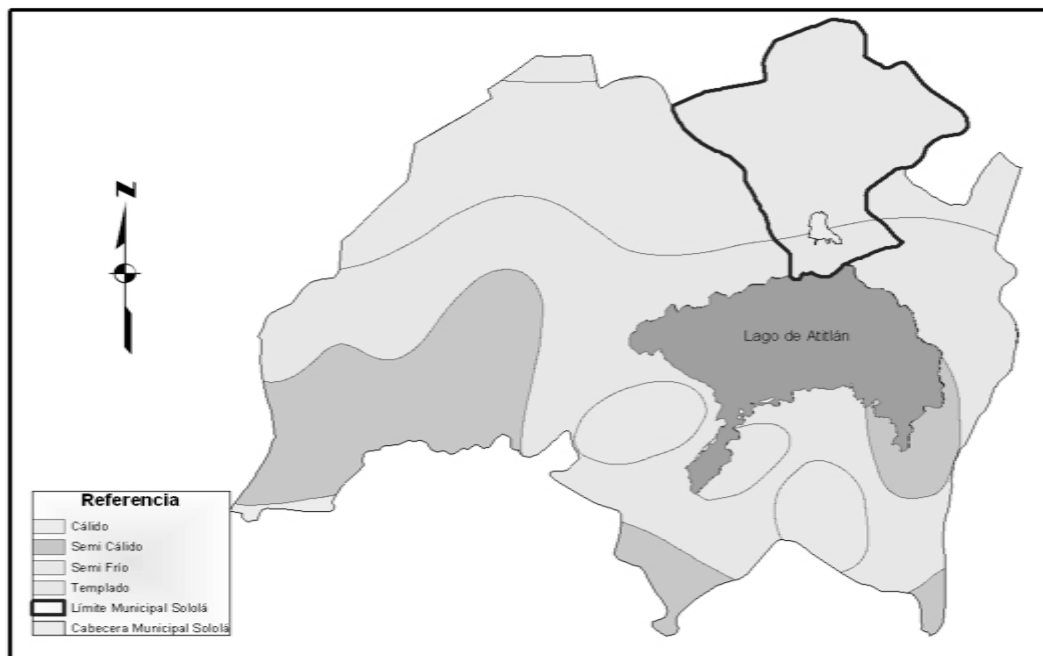 Z
Lago de Atitlán
Referencia
Cálido
Semi Cálido
Semi Frío
Templado
Límite Municipal Sololá
Cabecera Municipal Sololá